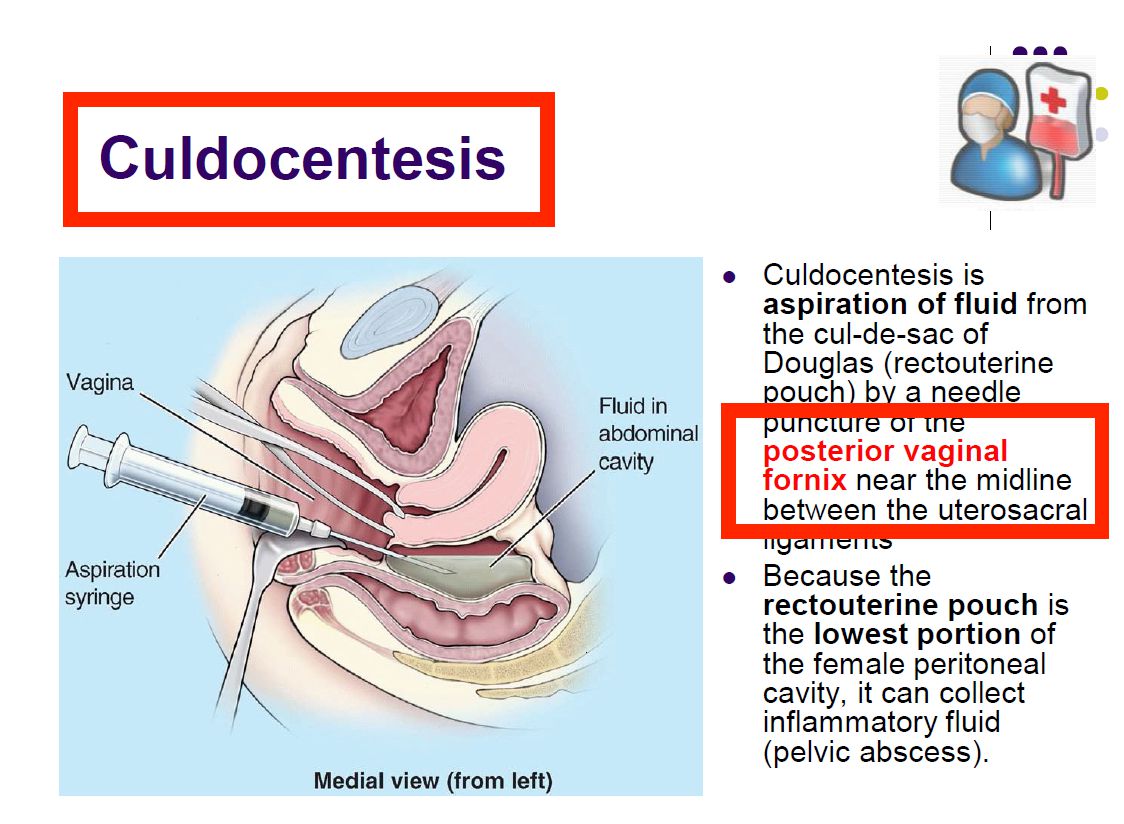 Culdocentesis
Vagina
Aspiration
syringe
Fluid in
abdominal
cavity
Medial view (from left)
● Culdocentesis is
aspiration of fluid from
the cul-de-sac of
Douglas (rectouterine
pouch) by a needle
puncture of the
posterior vaginal
fornix near the midline
between the uterosacral
ligaments
● Because the
rectouterine pouch is
the lowest portion of
the female peritoneal
cavity, it can collect
inflammatory fluid
(pelvic abscess).